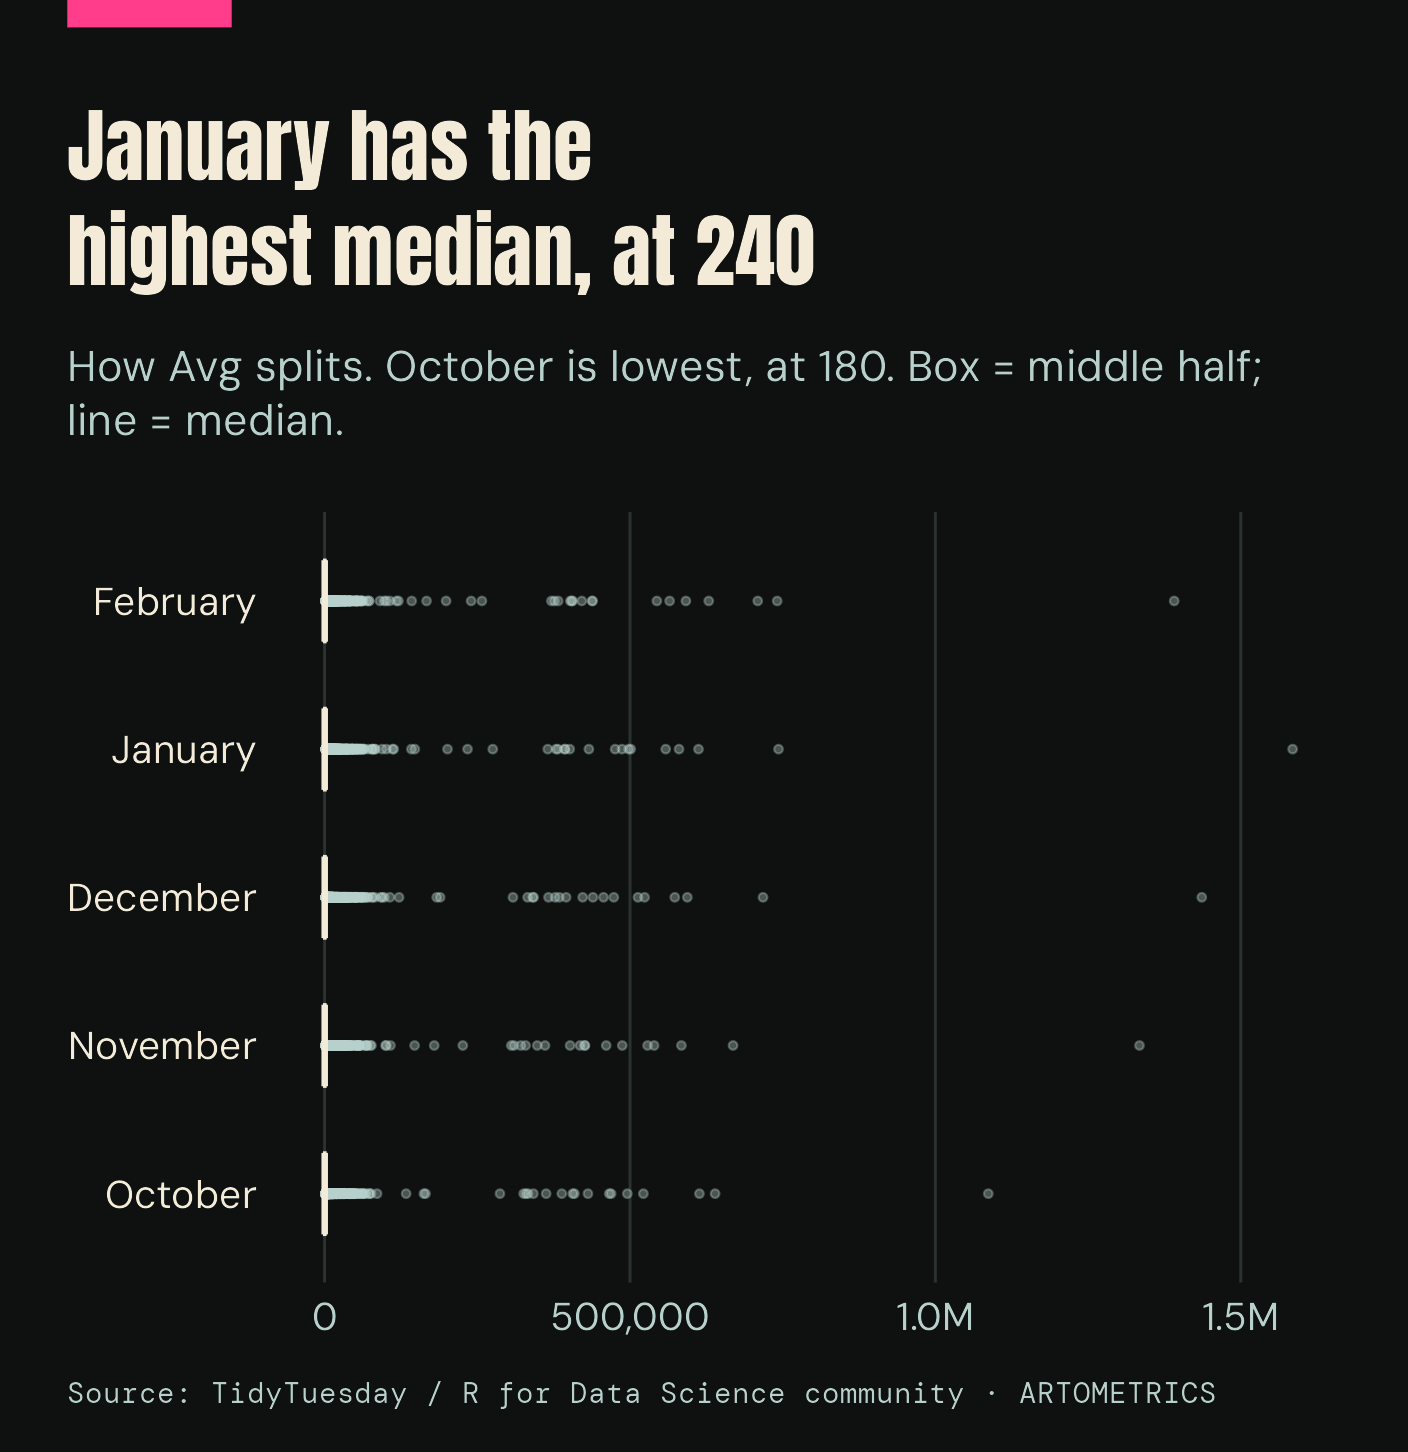 January has the
highest median, at 240
How Avg splits. October is lowest, at 180. Box = middle half;
line = median.
February
January
December
November
October
0 500,000 1.0M 1.5M
Source: TidyTuesday / R for Data Science community · ARTOMETRICS